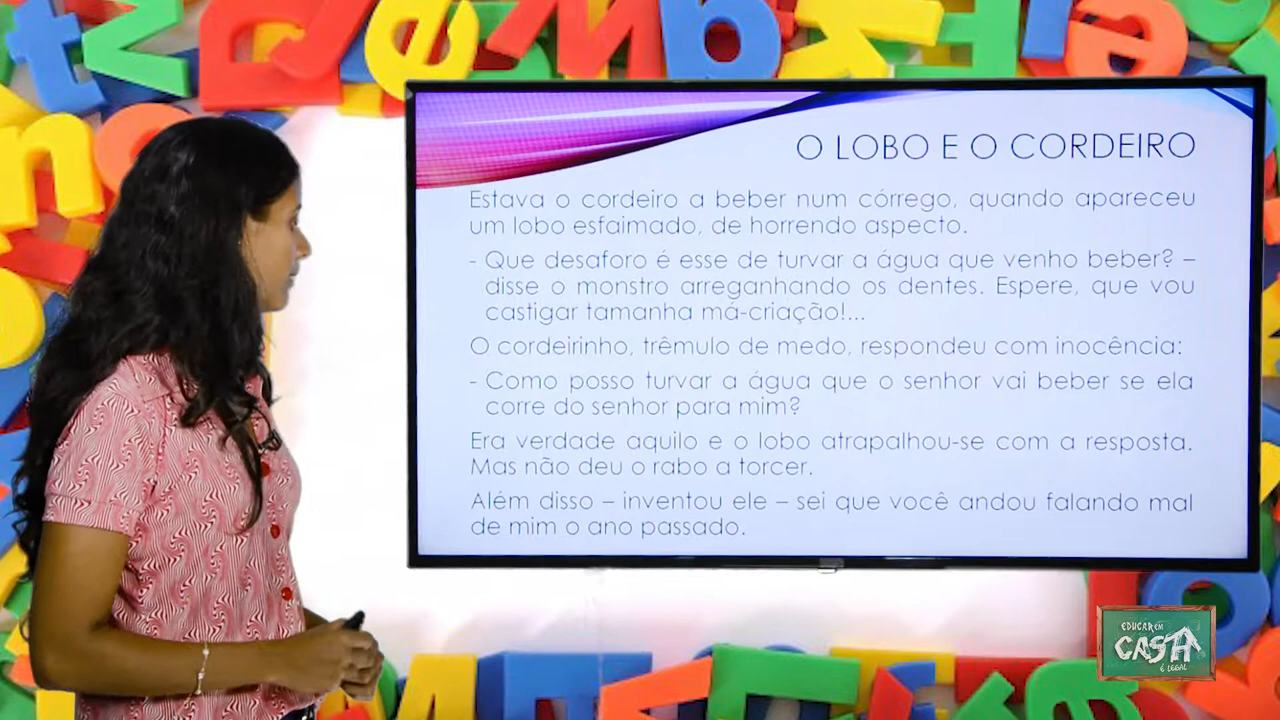 O LOBO E O CORDEIRO
Estava o cordeiro a beber num córrego, quando apareceu
um lobo esfaimado, de horrendo aspecto.
- Que desaforo é esse de turvar a água que venho beber? –
disse o monstro arreganhando os dentes. Espere, que vou
castigar tamanha má-criação!...
O cordeirinho, trêmulo de medo, respondeu com inocência:
- Como posso turvar a água que o senhor vai beber se ela
corre do senhor para mim?
Era verdade aquilo e o lobo atrapalhou-se com a resposta.
Mas não deu o rabo a torcer.
Além disso – inventou ele – sei que você andou falando mal
de mim o ano passado.
EDUCAR EM
CASA
É LEGAL